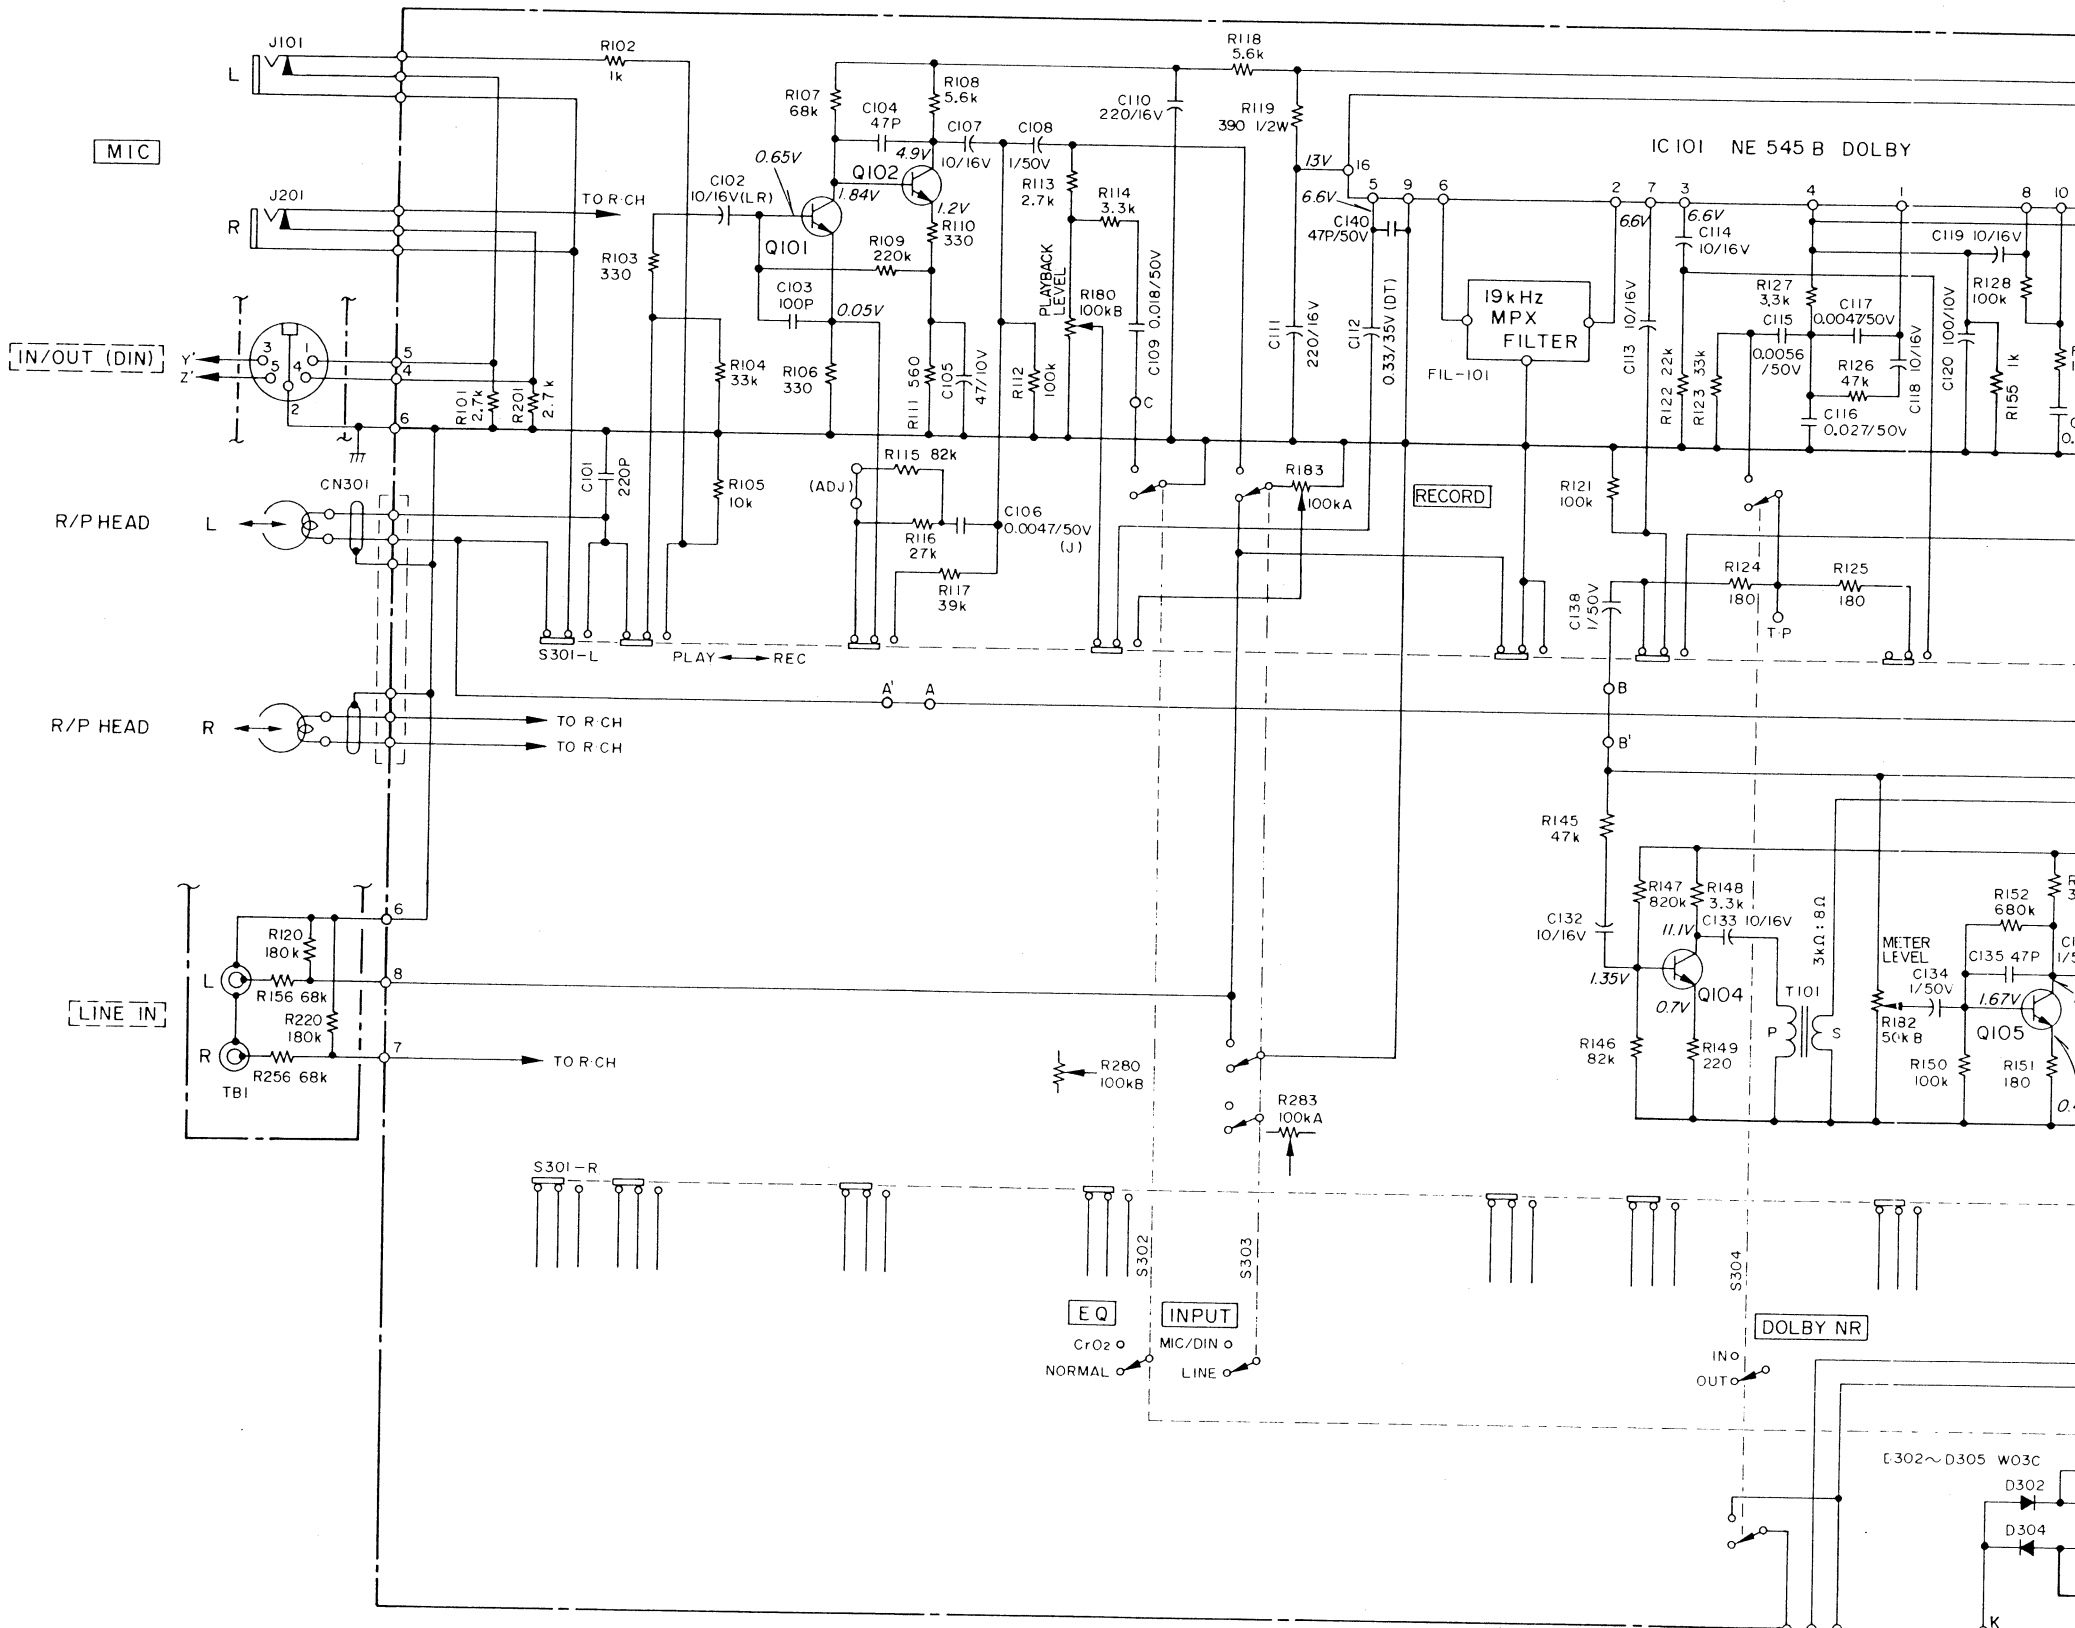 J101
L
R102
1k
R118
5.6k
R107
68k
C104
47P
R108
5.6k
C107
10/16V
C108
1/50V
C110
220/16V
R119
390 1/2W
IC101 NE 545 B DOLBY
MIC
0.65V
4.9V
Q102
1.84V
1.2V
R110
330
C102
10/16V(LR)
Q101
R109
220k
R113
2.7k
R114
3.3k
13V
16
5
9
6
2
7
3
4
1
8
10
6.6V
C140
47P/50V
6.6V
6.6V
C114
10/16V
C119 10/16V
J201
R
TO R·CH
R103
330
C103
100P
0.05V
PLAYBACK
LEVEL
R180
100kB
C109 0.018/50V
C111
220/16V
C112
0.33/35V (DT)
19kHz
MPX
FILTER
FIL-101
C113 10/16V
R127
3.3k
C115
0.0056
/50V
C117
0.0047/50V
R126
47k
C118 10/16V
C120 100/10V
R128
100k
R155 1k
IN/OUT (DIN)
Y'
Z'
3
5
1
4
2
5
4
6
R101
2.7k
R201
2.7k
R104
33k
R106
330
R111 560
C105
47/10V
R112
100k
C
R122 22k
R123 33k
C116
0.027/50V
CN301
C101
220P
R105
10k
(ADJ)
R115 82k
R116
27k
C106
0.0047/50V
(J)
R117
39k
R183
100kA
RECORD
R121
100k
R/P HEAD L
C138
1/50V
R124
180
R125
180
T·P
S301-L
PLAY REC
A' A
B
B'
R/P HEAD R
TO R·CH
TO R·CH
R145
47k
C132
10/16V
R147
820k
R148
3.3k
C133 10/16V
11.1V
1.35V
Q104
0.7V
R146
82k
R149
220
T101
P
S
3kΩ:8Ω
METER
LEVEL
C134
1/50V
R182
50kB
R152
680k
C135 47P
1.67V
Q105
R150
100k
R151
180
6
R120
180k
L
R156 68k
8
LINE IN
R220
180k
R
R256 68k
7
TO R·CH
TB1
R280
100kB
R283
100kA
S301-R
S302
S303
S304
EQ
INPUT
CrO2
NORMAL
MIC/DIN
LINE
DOLBY NR
IN
OUT
D302~D305 W03C
D302
D304
K